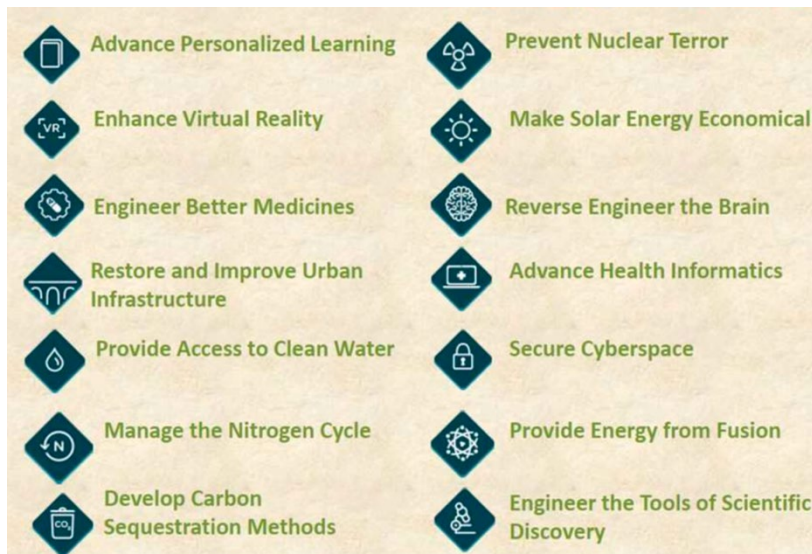 Advance Personalized Learning
VR
Enhance Virtual Reality
Engineer Better Medicines
Restore and Improve Urban
Infrastructure
Provide Access to Clean Water
N
Manage the Nitrogen Cycle
CO₂
Develop Carbon
Sequestration Methods
Prevent Nuclear Terror
Make Solar Energy Economical
Reverse Engineer the Brain
Advance Health Informatics
Secure Cyberspace
Provide Energy from Fusion
Engineer the Tools of Scientific
Discovery